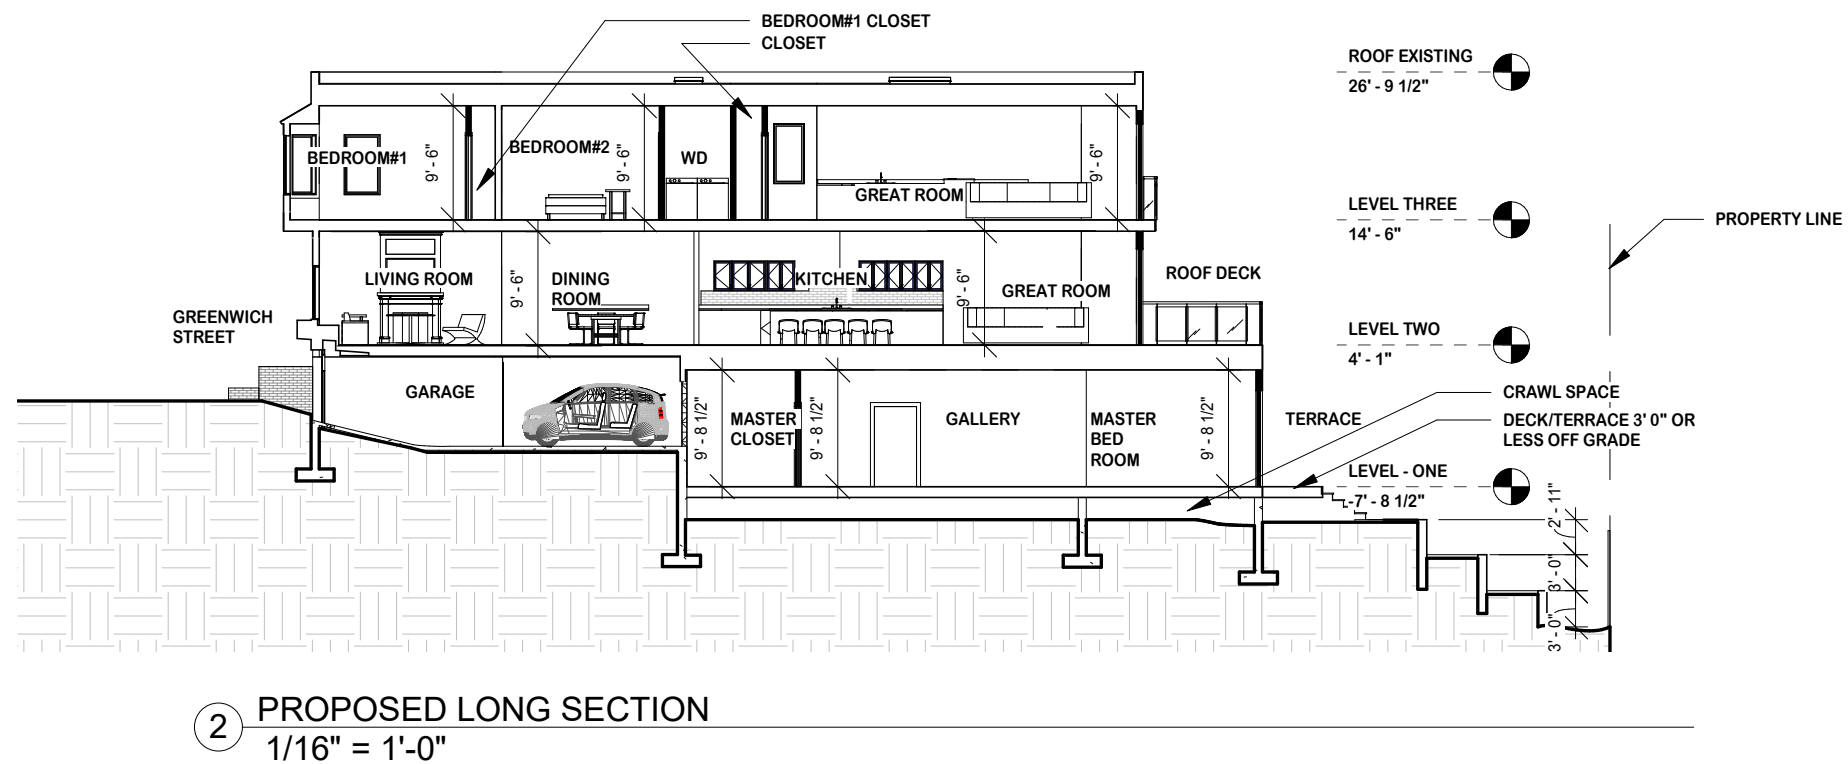 BEDROOM#1 CLOSET
CLOSET
ROOF EXISTING
26' - 9 1/2"
BEDROOM#1
9' - 6"
BEDROOM#2
9' - 6"
WD
GREAT ROOM
9' - 6"
LEVEL THREE
14' - 6"
PROPERTY LINE
LIVING ROOM
9' - 6"
DINING
ROOM
KITCHEN
9' - 6"
GREAT ROOM
ROOF DECK
GREENWICH
STREET
LEVEL TWO
4' - 1"
GARAGE
9' - 8 1/2"
MASTER
CLOSET
9' - 8 1/2"
GALLERY
MASTER
BED
ROOM
9' - 8 1/2"
TERRACE
CRAWL SPACE
DECK/TERRACE 3' 0" OR
LESS OFF GRADE
LEVEL - ONE
-7' - 8 1/2"
2' - 11"
3' - 0"
3' - 0"
2 PROPOSED LONG SECTION
1/16" = 1'-0"